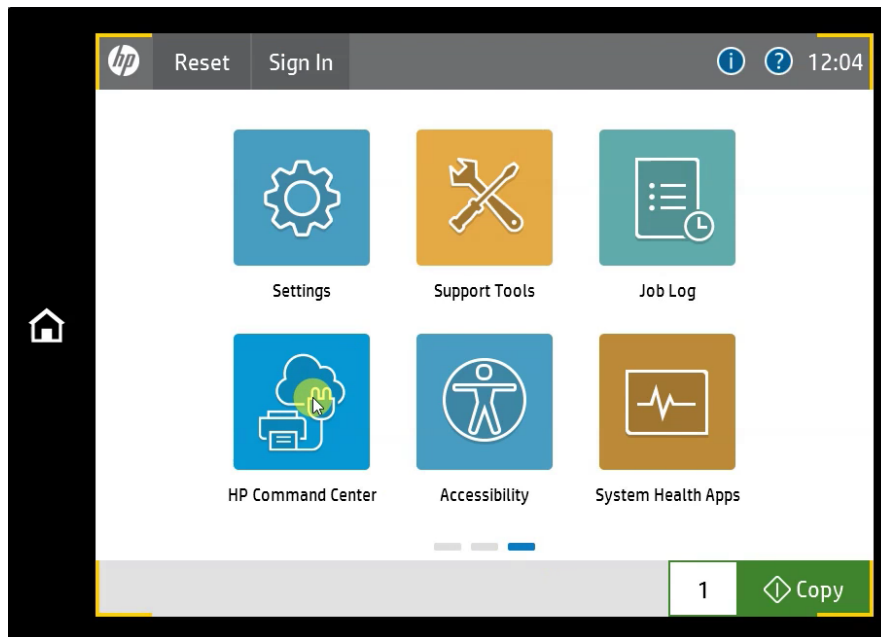 hp Reset Sign In i ? 12:04
Settings Support Tools Job Log
HP Command Center Accessibility System Health Apps
1 Copy